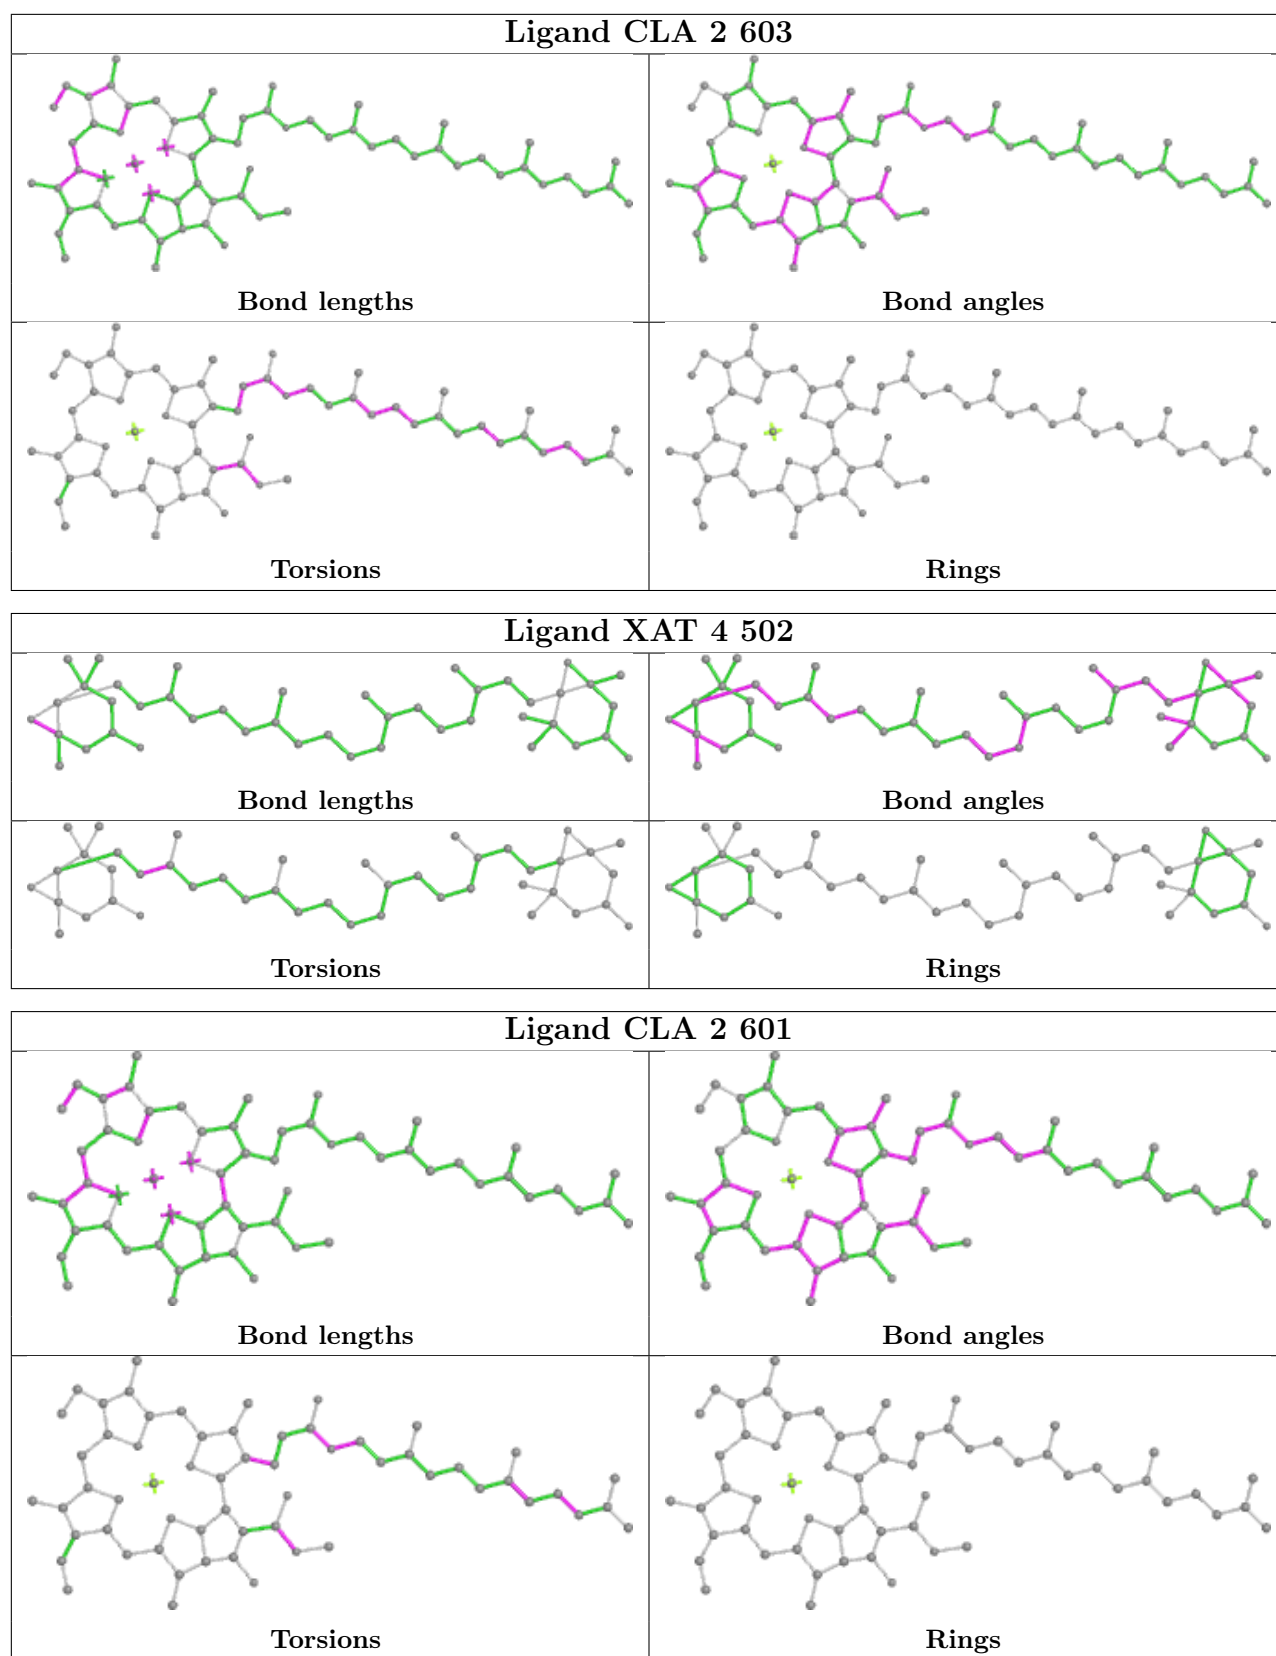 Ligand CLA 2 603
Bond lengths
Bond angles
Torsions
Rings
Ligand XAT 4 502
Bond lengths
Bond angles
Torsions
Rings
Ligand CLA 2 601
Bond lengths
Bond angles
Torsions
Rings